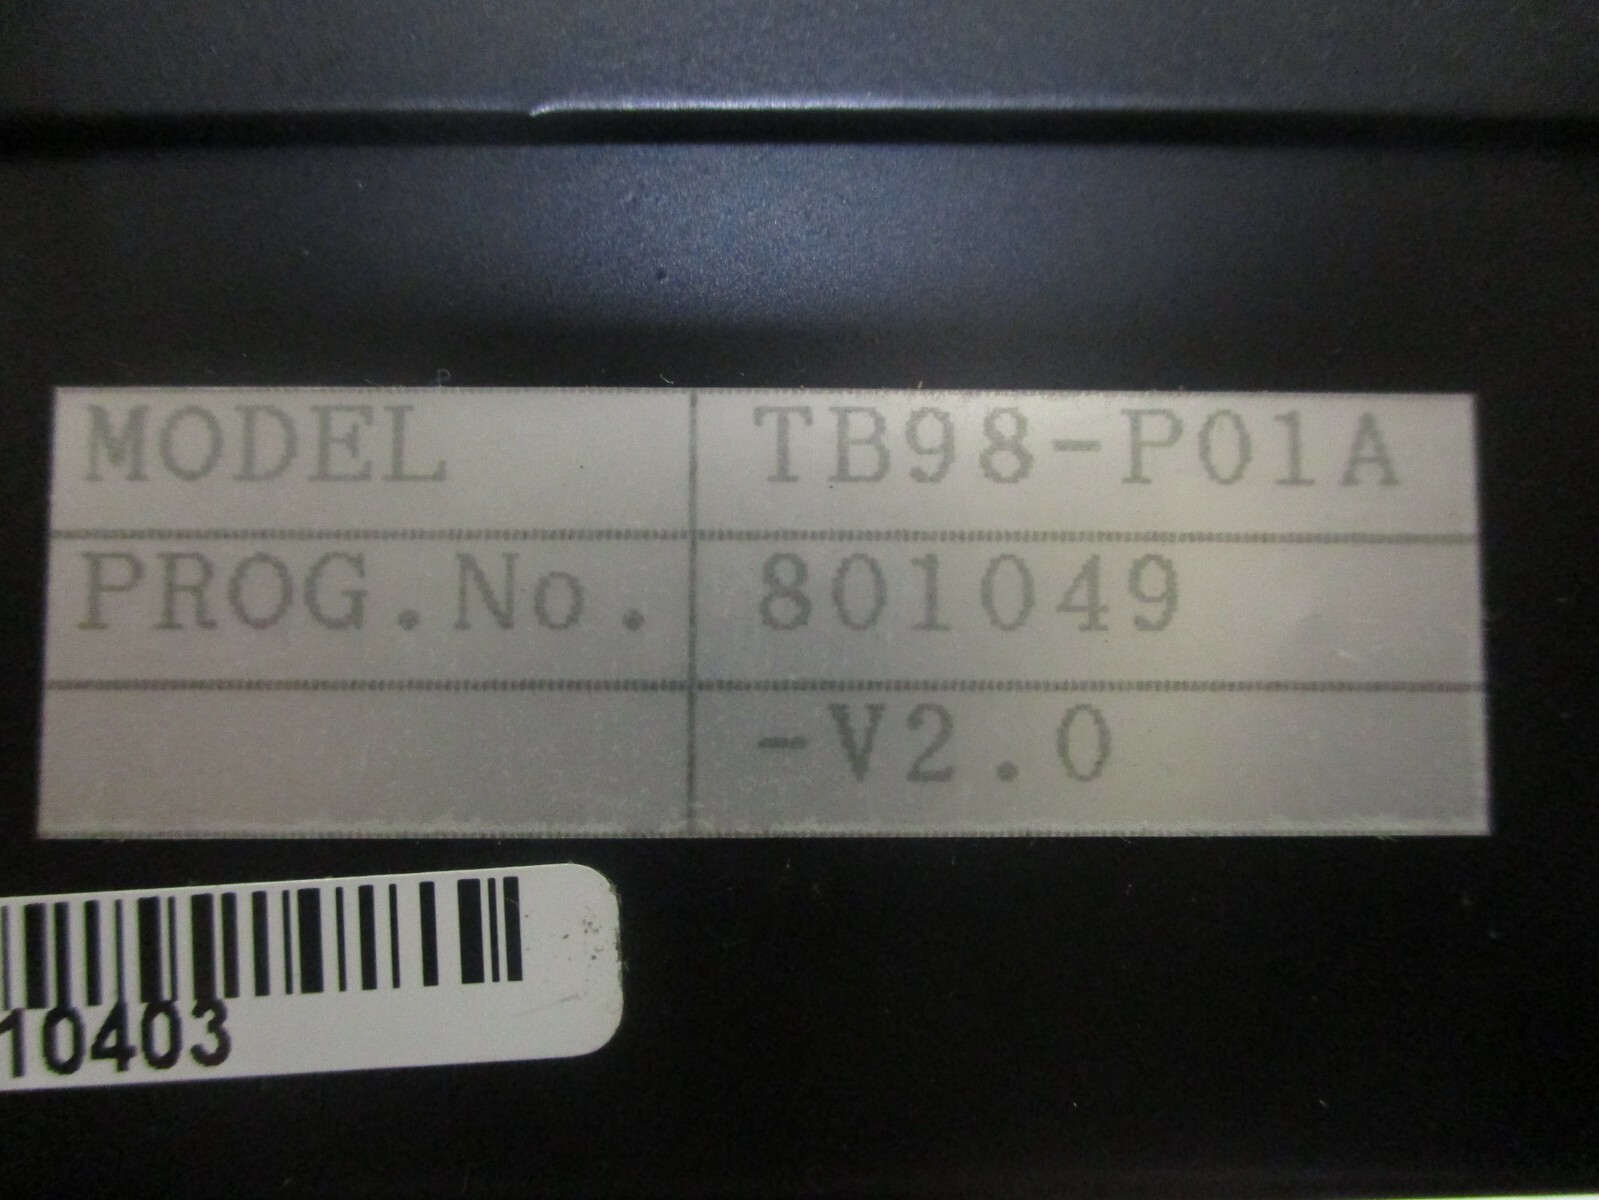 MODEL TB98-P01A
PROG.No. 801049
-V2.0
10403